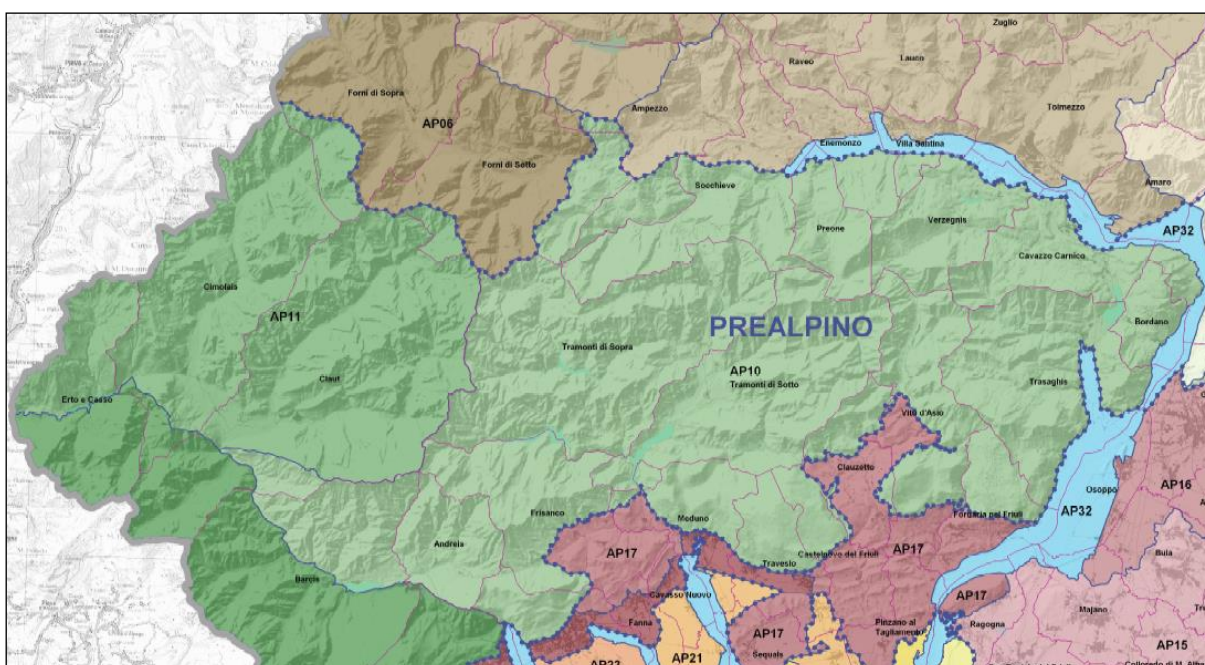 Zuglio
Lauco
Raveo
Forni di Sopra
Ampezzo
Tolmezzo
AP06
Enemonzo
Villa Santina
Forni di Sotto
Socchieve
Amaro
Verzegnis
Preone
AP32
Cavazzo Carnico
Cimolais
AP11
PREALPINO
Bordano
Tramonti di Sopra
AP10
Claut
Tramonti di Sotto
Trasaghis
Erto e Casso
Vito d'Asio
Clauzetto
AP16
Osoppo
Frisanco
Meduno
Forgaria nel Friuli
AP32
Andreis
AP17
Castelnovo del Friuli
AP17
Buia
Travesio
Barcis
Cavasso Nuovo
AP17
Majano
Fanna
AP17
Pinzano al
Tagliamento
Ragogna
AP15
AP21
Sequals
AP22